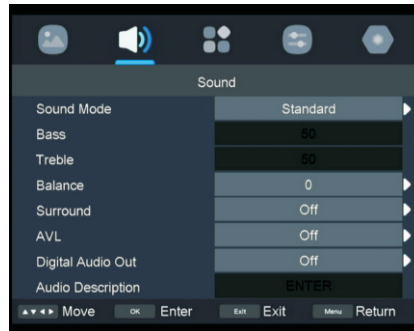 Sound
Sound Mode Standard
Bass 50
Treble 50
Balance 0
Surround Off
AVL Off
Digital Audio Out Off
Audio Description ENTER
▲▼◄► Move OK Enter Exit Exit Menu Return